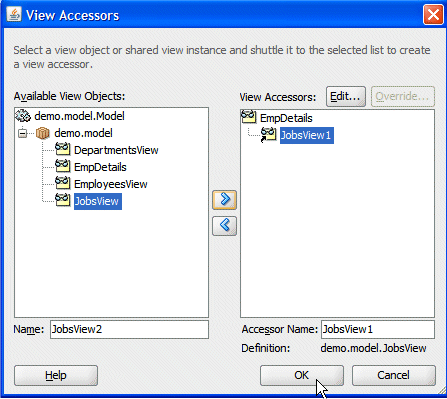 View Accessors
Select a view object or shared view instance and shuttle it to the selected list to create
a view accessor.
Available View Objects:
demo.model.Model
demo.model
DepartmentsView
EmpDetails
EmployeesView
JobsView
Name: JobsView2
View Accessors: Edit... Override...
EmpDetails
JobsView1
Accessor Name: JobsView1
Definition: demo.model.JobsView
Help OK Cancel